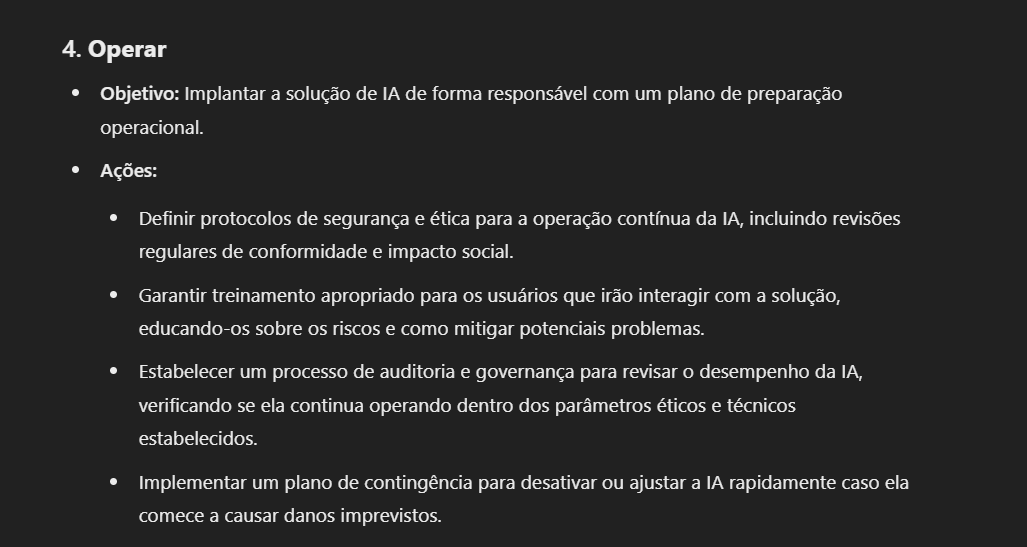 4. Operar
• Objetivo: Implantar a solução de IA de forma responsável com um plano de preparação
operacional.
• Ações:
• Definir protocolos de segurança e ética para a operação contínua da IA, incluindo revisões
regulares de conformidade e impacto social.
• Garantir treinamento apropriado para os usuários que irão interagir com a solução,
educando-os sobre os riscos e como mitigar potenciais problemas.
• Estabelecer um processo de auditoria e governança para revisar o desempenho da IA,
verificando se ela continua operando dentro dos parâmetros éticos e técnicos
estabelecidos.
• Implementar um plano de contingência para desativar ou ajustar a IA rapidamente caso ela
comece a causar danos imprevistos.